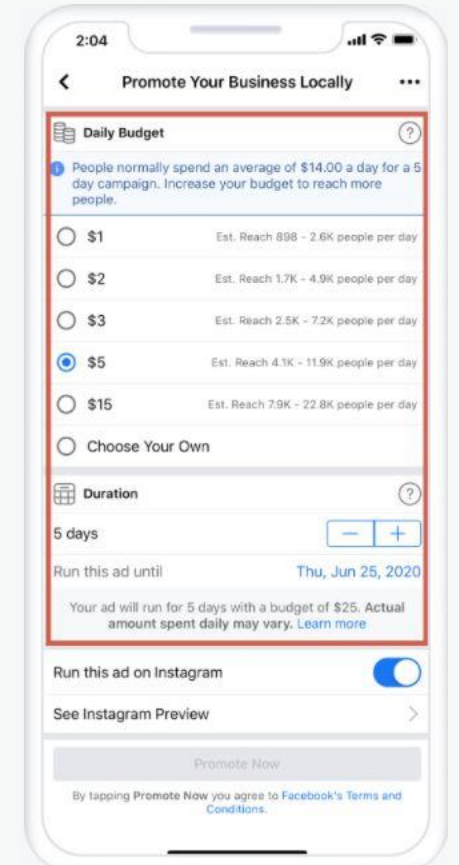 2:04
Promote Your Business Locally
Daily Budget ?
i People normally spend an average of $14.00 a day for a 5
day campaign. Increase your budget to reach more
people.
$1 Est. Reach 898 - 2.6K people per day
$2 Est. Reach 1.7K - 4.9K people per day
$3 Est. Reach 2.5K - 7.2K people per day
$5 Est. Reach 4.1K - 11.9K people per day
$15 Est. Reach 7.9K - 22.8K people per day
Choose Your Own
Duration ?
5 days − +
Run this ad until Thu, Jun 25, 2020
Your ad will run for 5 days with a budget of $25. Actual
amount spent daily may vary. Learn more
Run this ad on Instagram
See Instagram Preview
Promote Now
By tapping Promote Now you agree to Facebook's Terms and
Conditions.